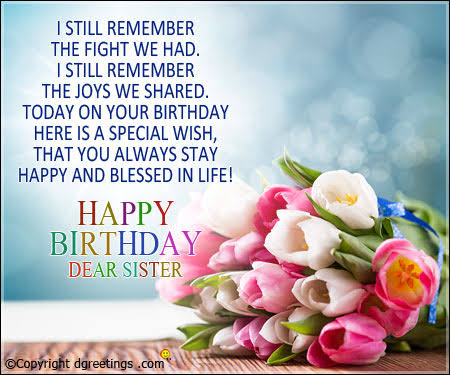 I STILL REMEMBER
THE FIGHT WE HAD.
I STILL REMEMBER
THE JOYS WE SHARED.
TODAY ON YOUR BIRTHDAY
HERE IS A SPECIAL WISH,
THAT YOU ALWAYS STAY
HAPPY AND BLESSED IN LIFE!
HAPPY
BIRTHDAY
DEAR SISTER
©Copyright dgreetings .com